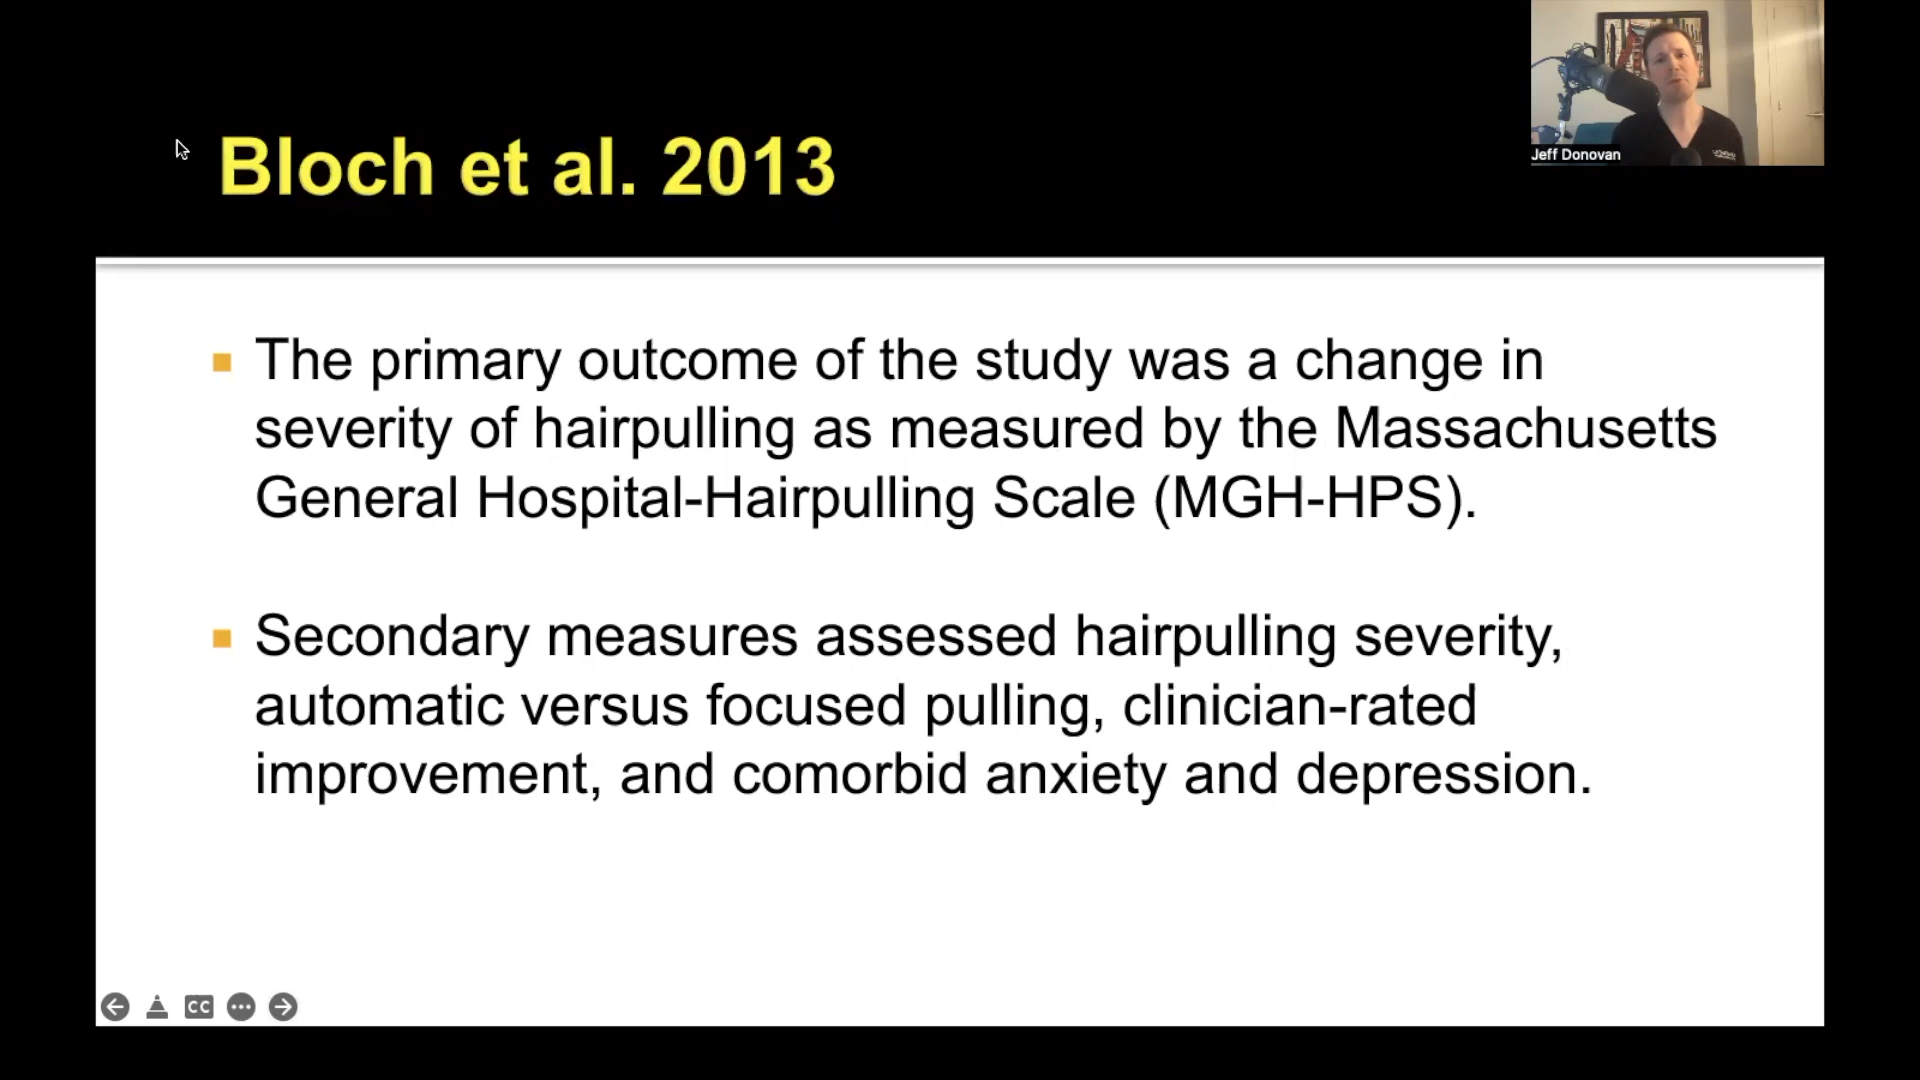 Jeff Donovan
Bloch et al. 2013
The primary outcome of the study was a change in
severity of hairpulling as measured by the Massachusetts
General Hospital-Hairpulling Scale (MGH-HPS).
Secondary measures assessed hairpulling severity,
automatic versus focused pulling, clinician-rated
improvement, and comorbid anxiety and depression.
CC